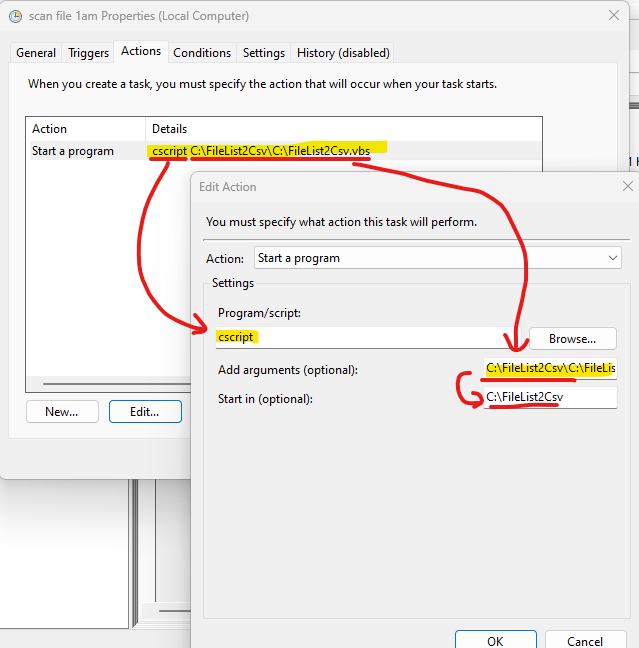 scan file 1am Properties (Local Computer)
General Triggers Actions Conditions Settings History (disabled)
When you create a task, you must specify the action that will occur when your task starts.
Action Details
Start a program cscript C:\FileList2Csv\C:\FileList2Csv.vbs
Edit Action
You must specify what action this task will perform.
Action: Start a program
Settings
Program/script:
cscript Browse...
Add arguments (optional): C:\FileList2Csv\C:\FileLis
Start in (optional): C:\FileList2Csv
New... Edit...
OK Cancel